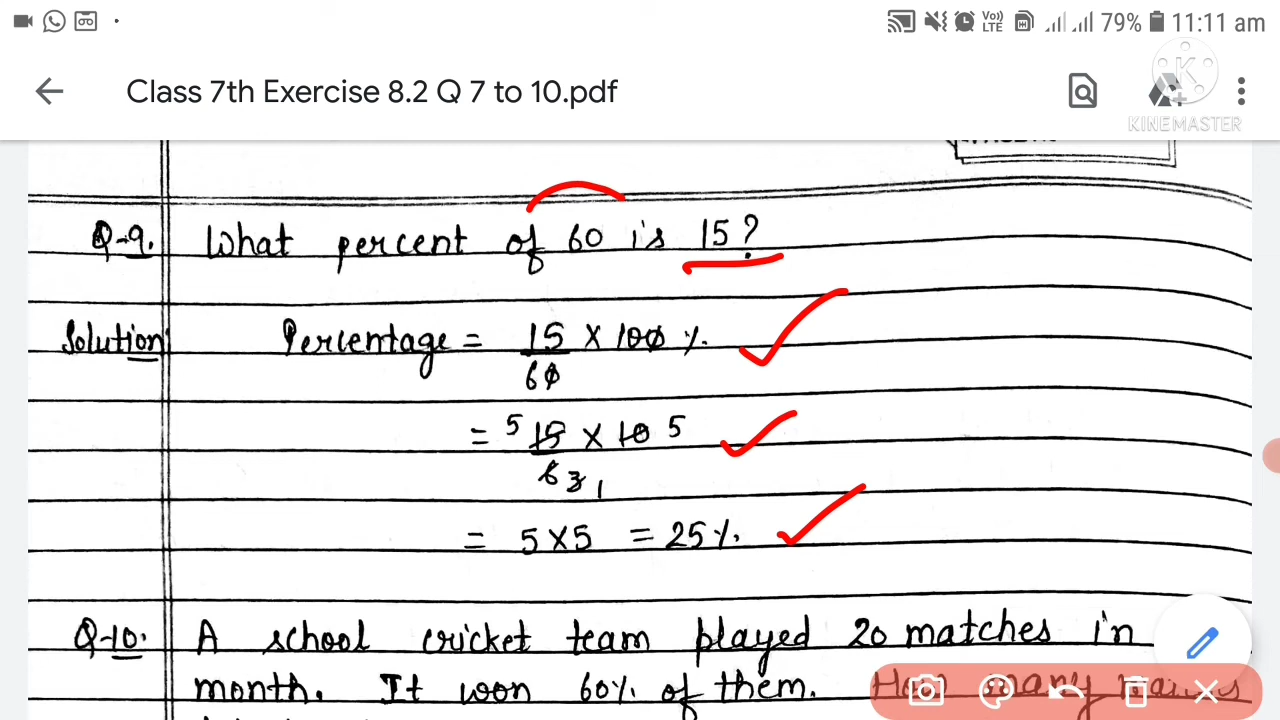 79% 11:11 am
Class 7th Exercise 8.2 Q 7 to 10.pdf
KINEMASTER
Q-9. What percent of 60 is 15?
Solution Percentage = 15/60 × 100 %
= 5 15/6 3 1 × 10 5
= 5×5 = 25%.
Q-10. A school cricket team played 20 matches in
month. It won 60% of them. How many